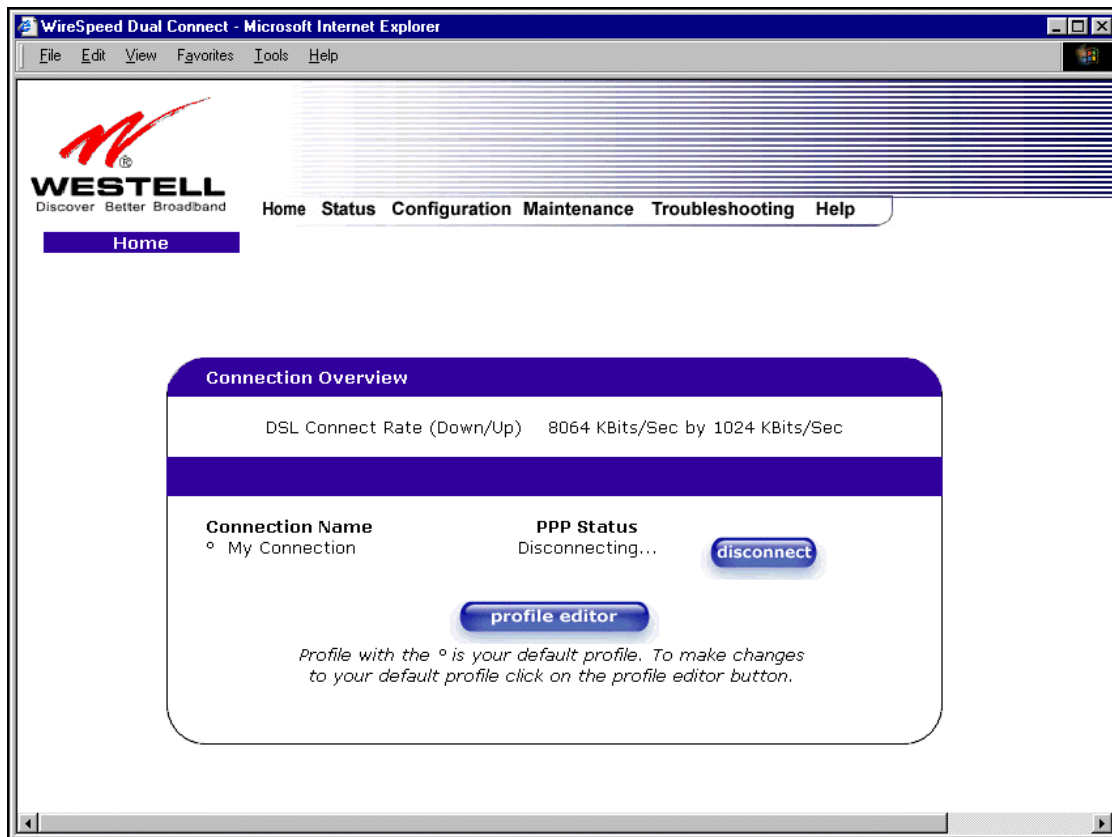 WireSpeed Dual Connect - Microsoft Internet Explorer
File Edit View Favorites Tools Help
®
WESTELL
Discover Better Broadband
Home Status Configuration Maintenance Troubleshooting Help
Home
Connection Overview
DSL Connect Rate (Down/Up) 8064 KBits/Sec by 1024 KBits/Sec
Connection Name PPP Status
° My Connection Disconnecting... disconnect
profile editor
Profile with the ° is your default profile. To make changes
to your default profile click on the profile editor button.